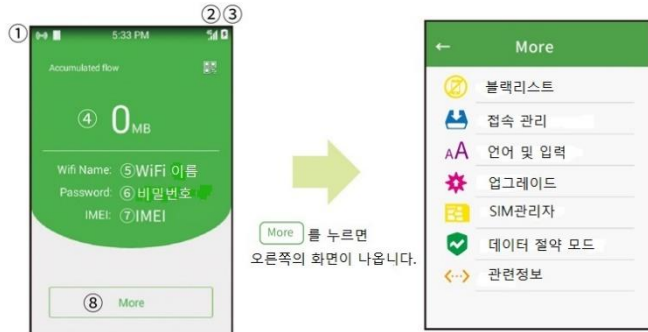 ① ② ③
5:33 PM
Accumulated flow
④ 0MB
Wifi Name: ⑤WiFi 이름
Password: ⑥비밀번호
IMEI: ⑦IMEI
⑧ More
More 를 누르면
오른쪽의 화면이 나옵니다.
← More
블랙리스트
접속 관리
AA 언어 및 입력
업그레이드
SIM관리자
데이터 절약 모드
관련정보